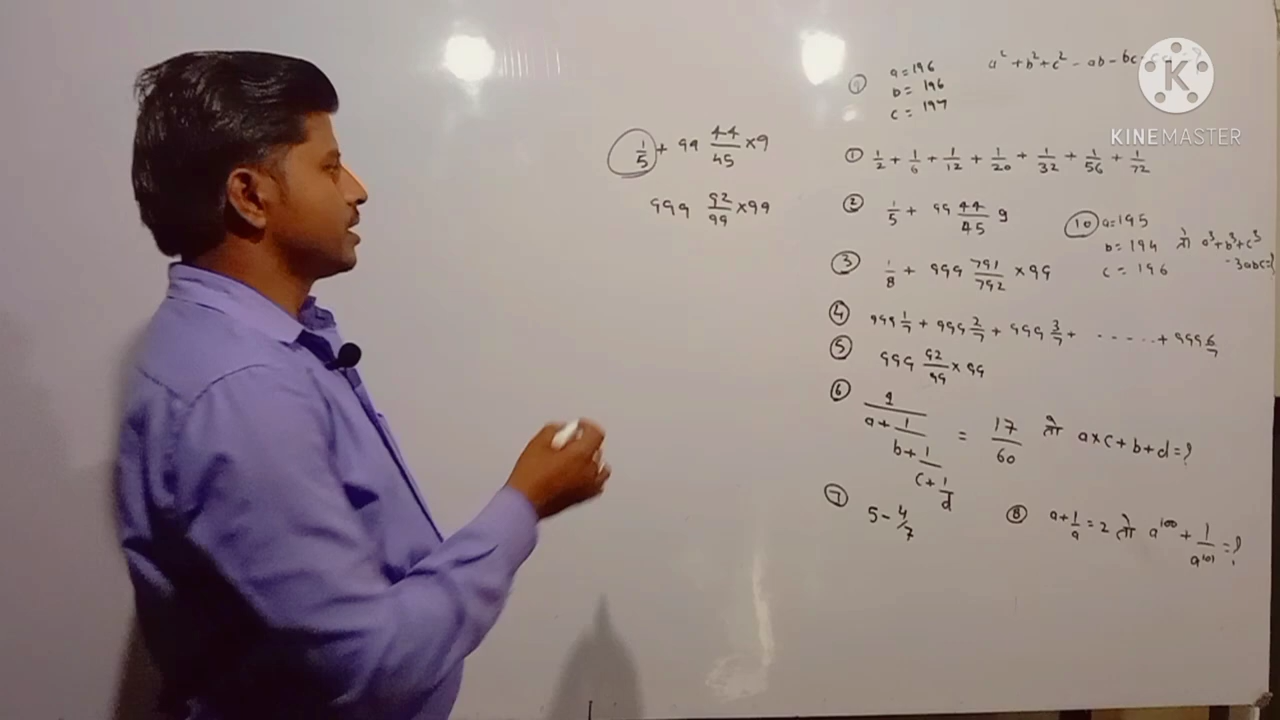 1/5 + 99 44/45 × 9
999 92/99 × 99
⑨ a = 196
b = 196
c = 197
a² + b² + c² - ab - bc
① 1/2 + 1/6 + 1/12 + 1/20 + 1/32 + 1/56 + 1/72
② 1/5 + 99 44/45 9
③ 1/8 + 999 791/792 × 99
④ 999 1/7 + 999 2/7 + 999 3/7 + ...... + 999 6/7
⑤ 999 92/99 × 99
⑥ 1/(a + 1/(b + 1/(c + 1/d))) = 17/60 तो a×c+b+d=?
⑦ 5 - 4/7
⑧ a + 1/a = 2 तो a¹⁰⁰ + 1/a¹⁰¹ = ?
⑩ a = 195
b = 194 तो a³ + b³ + c³
c = 196 - 3abc = ?
K
KINEMASTER